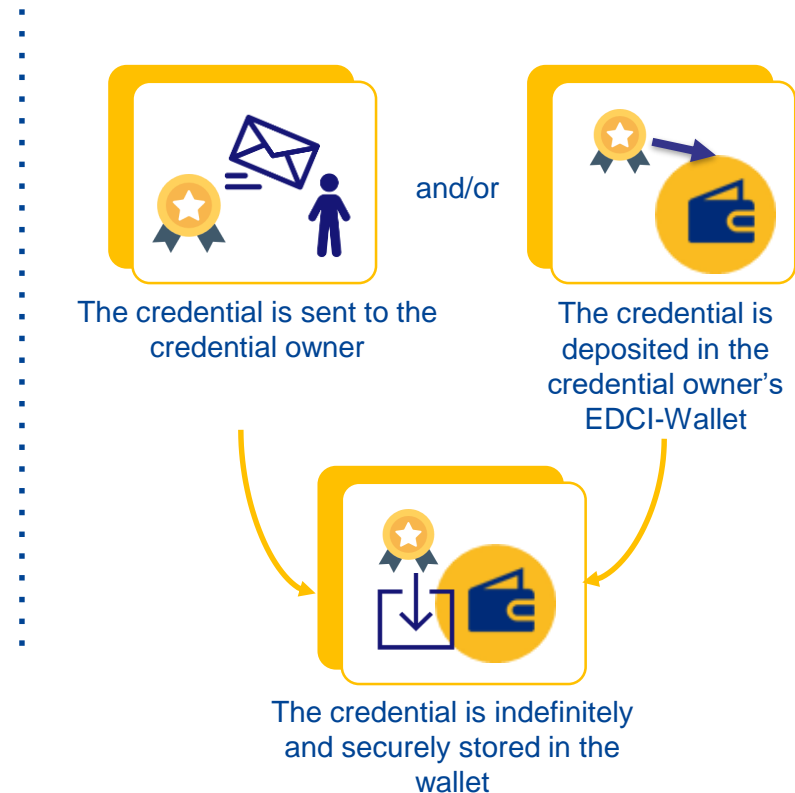 The credential is sent to the
credential owner
and/or
The credential is
deposited in the
credential owner’s
EDCI-Wallet
The credential is indefinitely
and securely stored in the
wallet